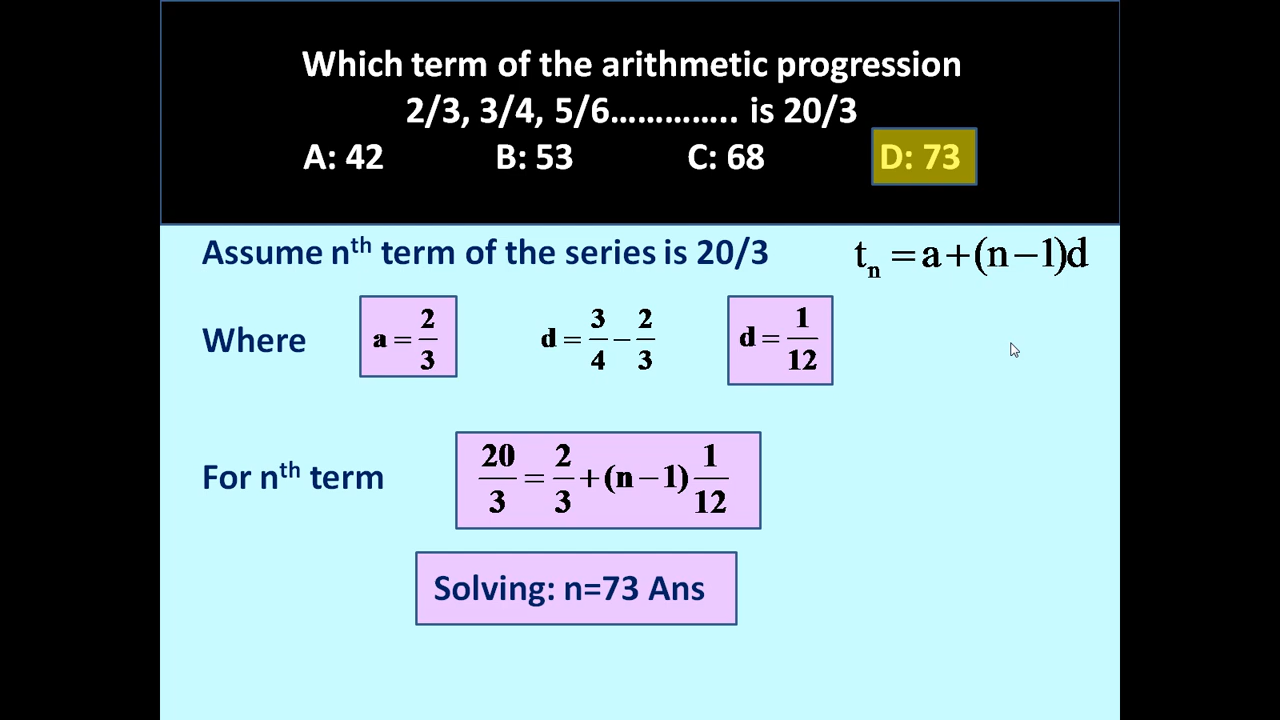 Which term of the arithmetic progression
2/3, 3/4, 5/6………….. is 20/3
A: 42 B: 53 C: 68 D: 73
Assume nth term of the series is 20/3 tn = a+(n−1)d
Where a = 2/3 d = 3/4 − 2/3 d = 1/12
For nth term 20/3 = 2/3 + (n − 1) 1/12
Solving: n=73 Ans